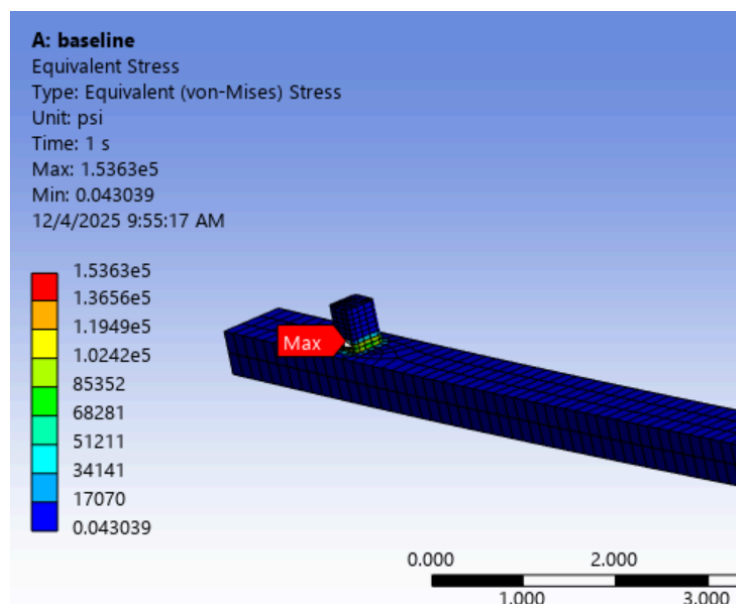 A: baseline
Equivalent Stress
Type: Equivalent (von-Mises) Stress
Unit: psi
Time: 1 s
Max: 1.5363e5
Min: 0.043039
12/4/2025 9:55:17 AM
1.5363e5
1.3656e5
1.1949e5
1.0242e5
85352
68281
51211
34141
17070
0.043039
Max
0.000 2.000
1.000 3.000